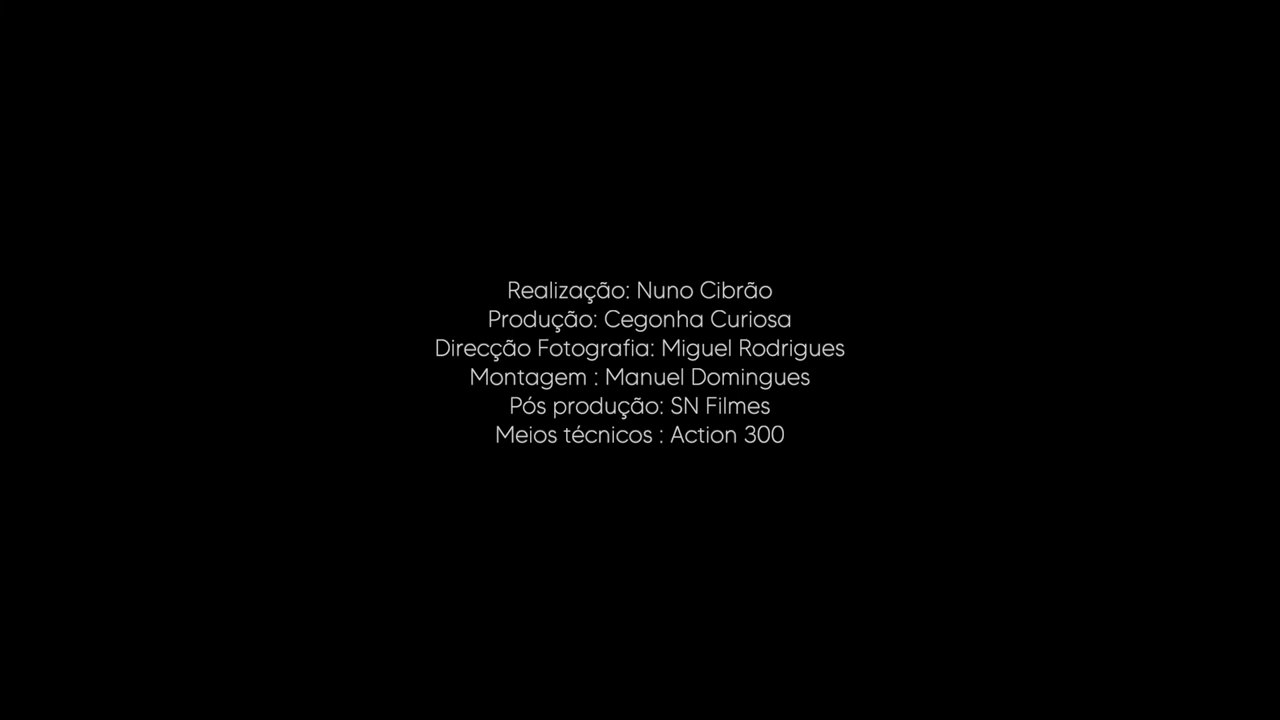 Realização: Nuno Cibrão
Produção: Cegonha Curiosa
Direcção Fotografia: Miguel Rodrigues
Montagem : Manuel Domingues
Pós produção: SN Filmes
Meios técnicos : Action 300